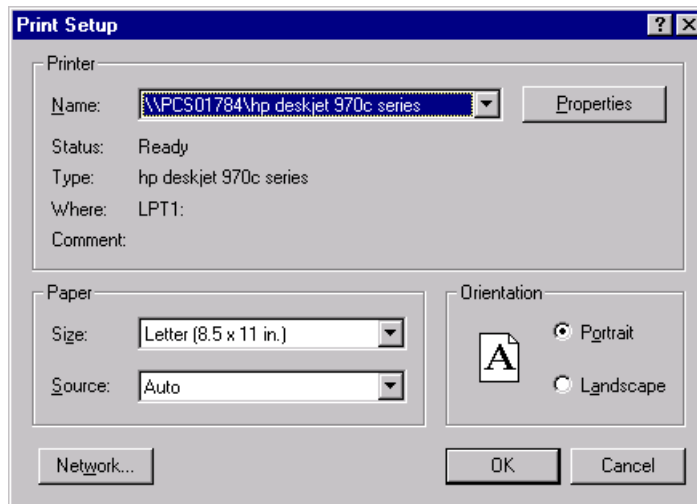 Print Setup
Printer
Name: \\PCS01784\hp deskjet 970c series Properties
Status: Ready
Type: hp deskjet 970c series
Where: LPT1:
Comment:
Paper Orientation
Size: Letter (8.5 x 11 in.) A Portrait
Source: Auto Landscape
Network... OK Cancel